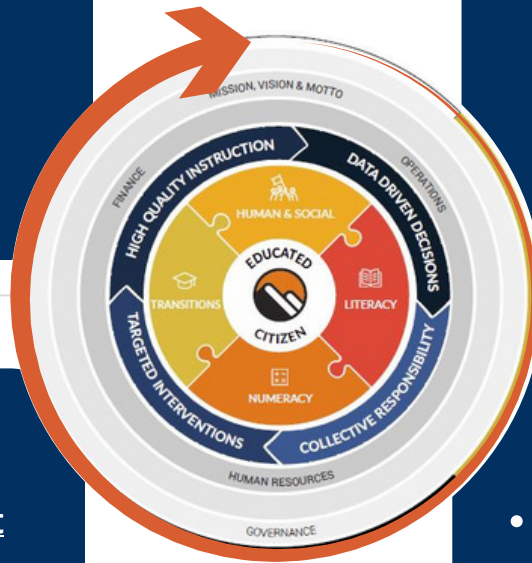 MISSION, VISION & MOTTO
FINANCE
OPERATIONS
HIGH QUALITY INSTRUCTION
DATA DRIVEN DECISIONS
HUMAN & SOCIAL
EDUCATED
TRANSITIONS
LITERACY
CITIZEN
NUMERACY
TARGETED INTERVENTIONS
COLLECTIVE RESPONSIBILITY
HUMAN RESOURCES
GOVERNANCE